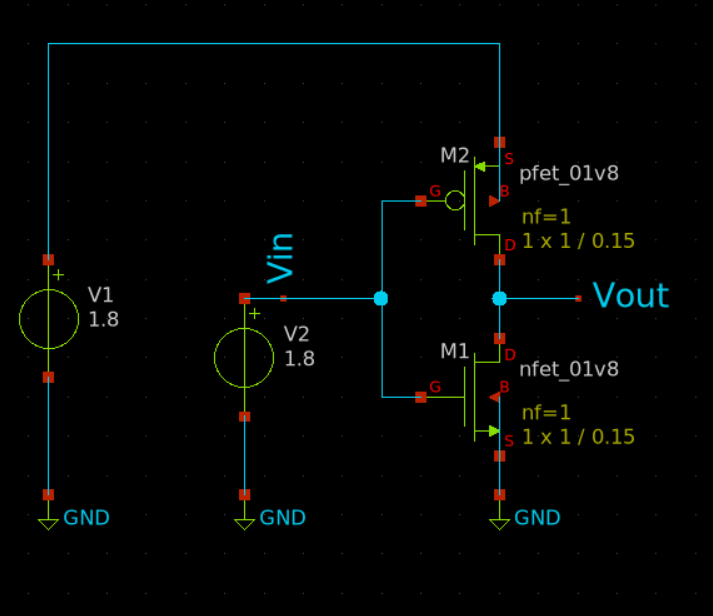 M2
S
pfet_01v8
G
B
nf=1
1 x 1 / 0.15
D
Vin
+
V1
1.8
Vout
+
V2
1.8
M1
D
nfet_01v8
G
B
nf=1
1 x 1 / 0.15
S
GND
GND
GND